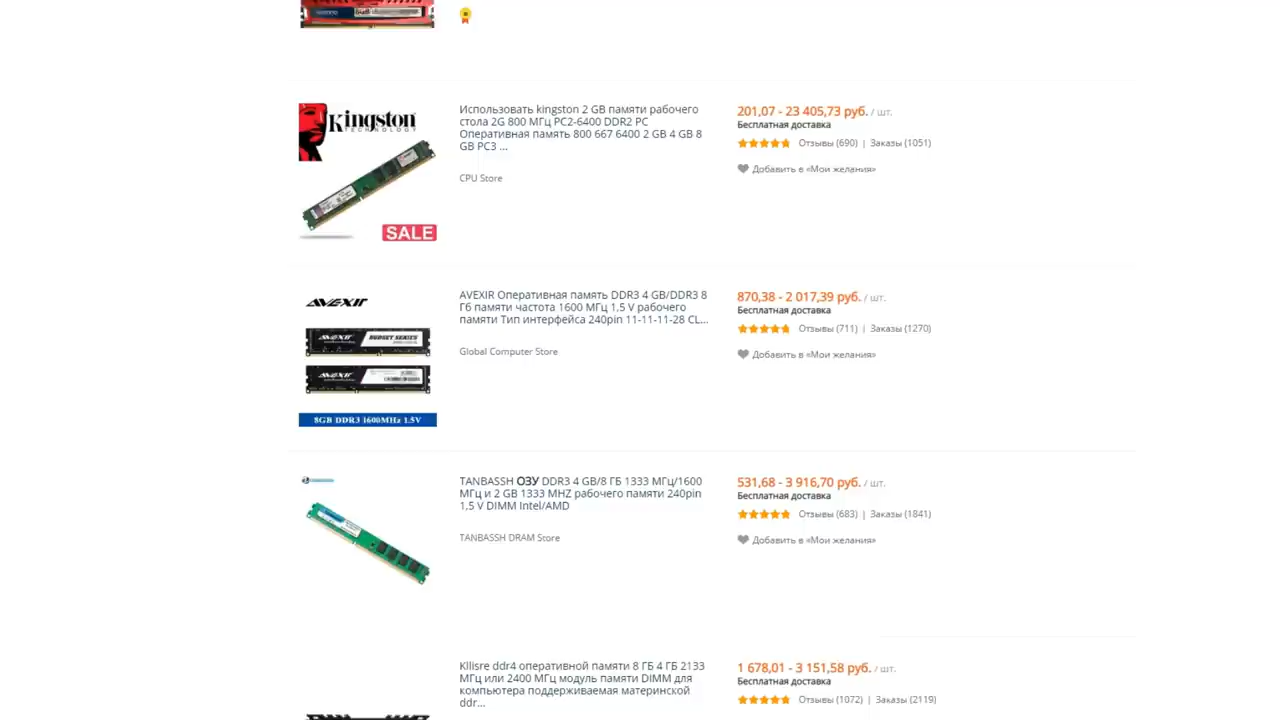 Kingston
TECHNOLOGY
SALE
Использовать kingston 2 GB памяти рабочего
стола 2G 800 МГц PC2-6400 DDR2 PC
Оперативная память 800 667 6400 2 GB 4 GB 8
GB PC3 ...
CPU Store
201,07 - 23 405,73 руб. / шт.
Бесплатная доставка
Отзывы (690) | Заказы (1051)
Добавить в «Мои желания»
AVEXIR
AVEXIR
BUDGET SERIES
AVEXIR
8GB DDR3 1600MHz 1.5V
AVEXIR Оперативная память DDR3 4 GB/DDR3 8
Гб памяти частота 1600 МГц 1,5 V рабочего
памяти Тип интерфейса 240pin 11-11-11-28 CL...
Global Computer Store
870,38 - 2 017,39 руб. / шт.
Бесплатная доставка
Отзывы (711) | Заказы (1270)
Добавить в «Мои желания»
TANBASSH ОЗУ DDR3 4 GB/8 ГБ 1333 МГц/1600
МГц и 2 GB 1333 MHZ рабочего памяти 240pin
1,5 V DIMM Intel/AMD
TANBASSH DRAM Store
531,68 - 3 916,70 руб. / шт.
Бесплатная доставка
Отзывы (683) | Заказы (1841)
Добавить в «Мои желания»
Kllisre ddr4 оперативной памяти 8 ГБ 4 ГБ 2133
МГц или 2400 МГц модуль памяти DIMM для
компьютера поддерживаемая материнской
ddr...
1 678,01 - 3 151,58 руб. / шт.
Бесплатная доставка
Отзывы (1072) | Заказы (2119)